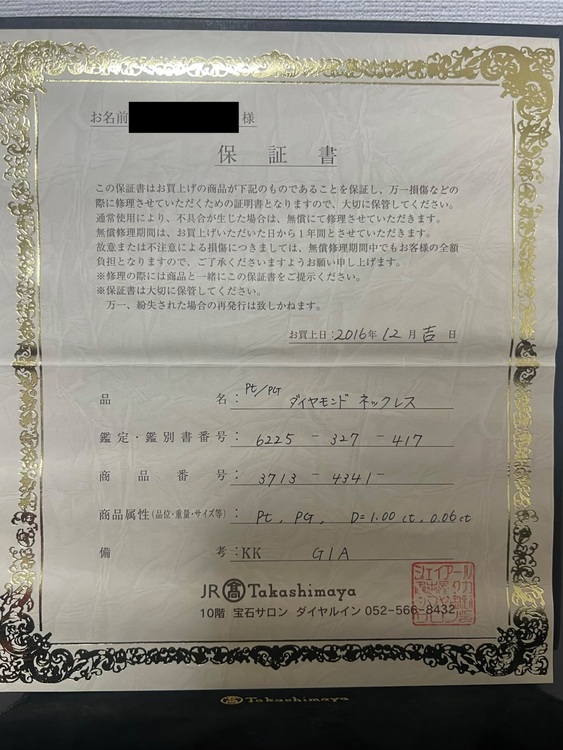 お名前 様
保証書
この保証書はお買上げの商品が下記のものであることを保証し、万一損傷などの
際に修理させていただくための証明書となりますので、大切に保管してください。
通常使用により、不具合が生じた場合は、無償にて修理させていただきます。
無償修理期間は、お買上げいただいた日から1年間とさせていただきます。
故意または不注意による損傷につきましては、無償修理期間中でもお客様の全額
負担となりますので、ご了承くださいますようお願い申し上げます。
※修理の際には商品と一緒にこの保証書をご提示ください。
※保証書は大切に保管してください。
万一、紛失された場合の再発行は致しかねます。
お買上日:2016年 12月 吉日
品名: Pt/PG ダイヤモンド ネックレス
鑑定・鑑別書番号: 6225-327-417
商品番号: 3713-4341-
商品属性(品位・重量・サイズ等): Pt, PG, D=1.00ct, 0.06ct
備考:KK GIA
JR 髙 Takashimaya
10階 宝石サロン ダイヤルイン 052-566-8432
髙 Takashimaya